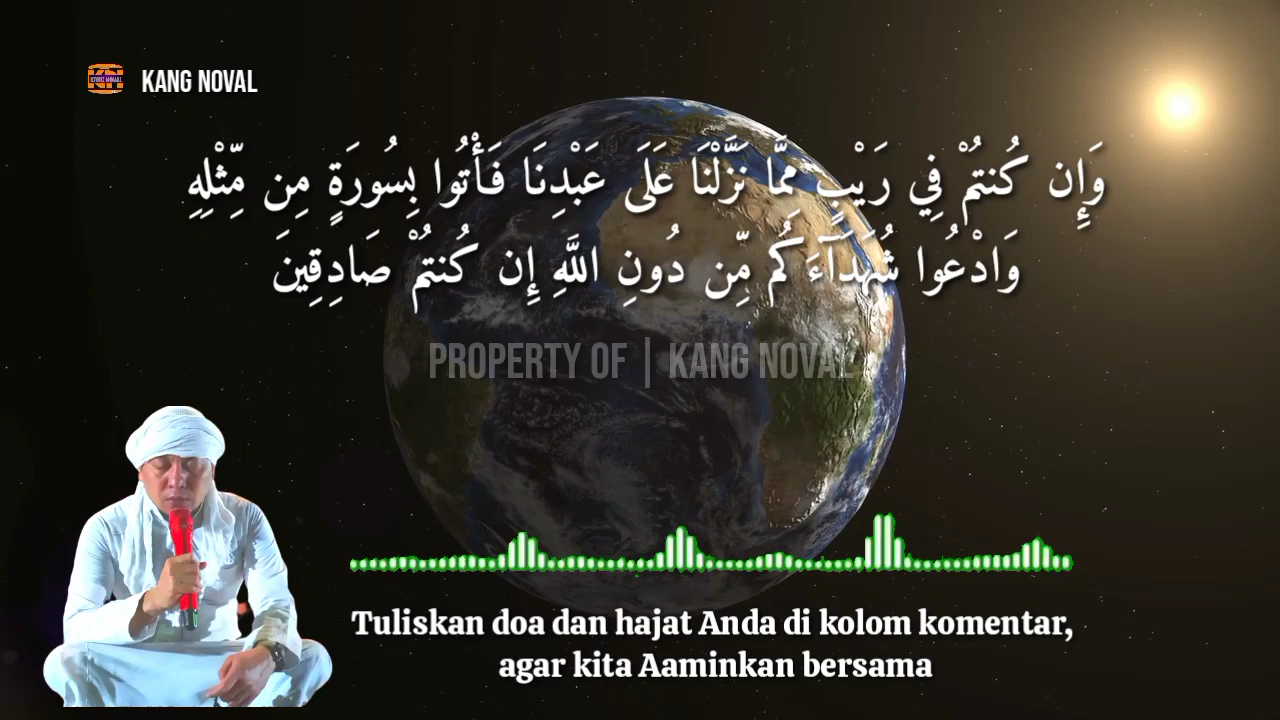 KANG NOVAL
وَإِن كُنتُمْ فِي رَيْبٍ مِمَّا نَزَّلْنَا عَلَى عَبْدِنَا فَأْتُوا بِسُورَةٍ مِن مِّثْلِهِ
وَادْعُوا شُهَدَآءَكُم مِّن دُونِ اللَّهِ إِن كُنتُمْ صَادِقِينَ
PROPERTY OF | KANG NOVAL
Tuliskan doa dan hajat Anda di kolom komentar,
agar kita Aaminkan bersama